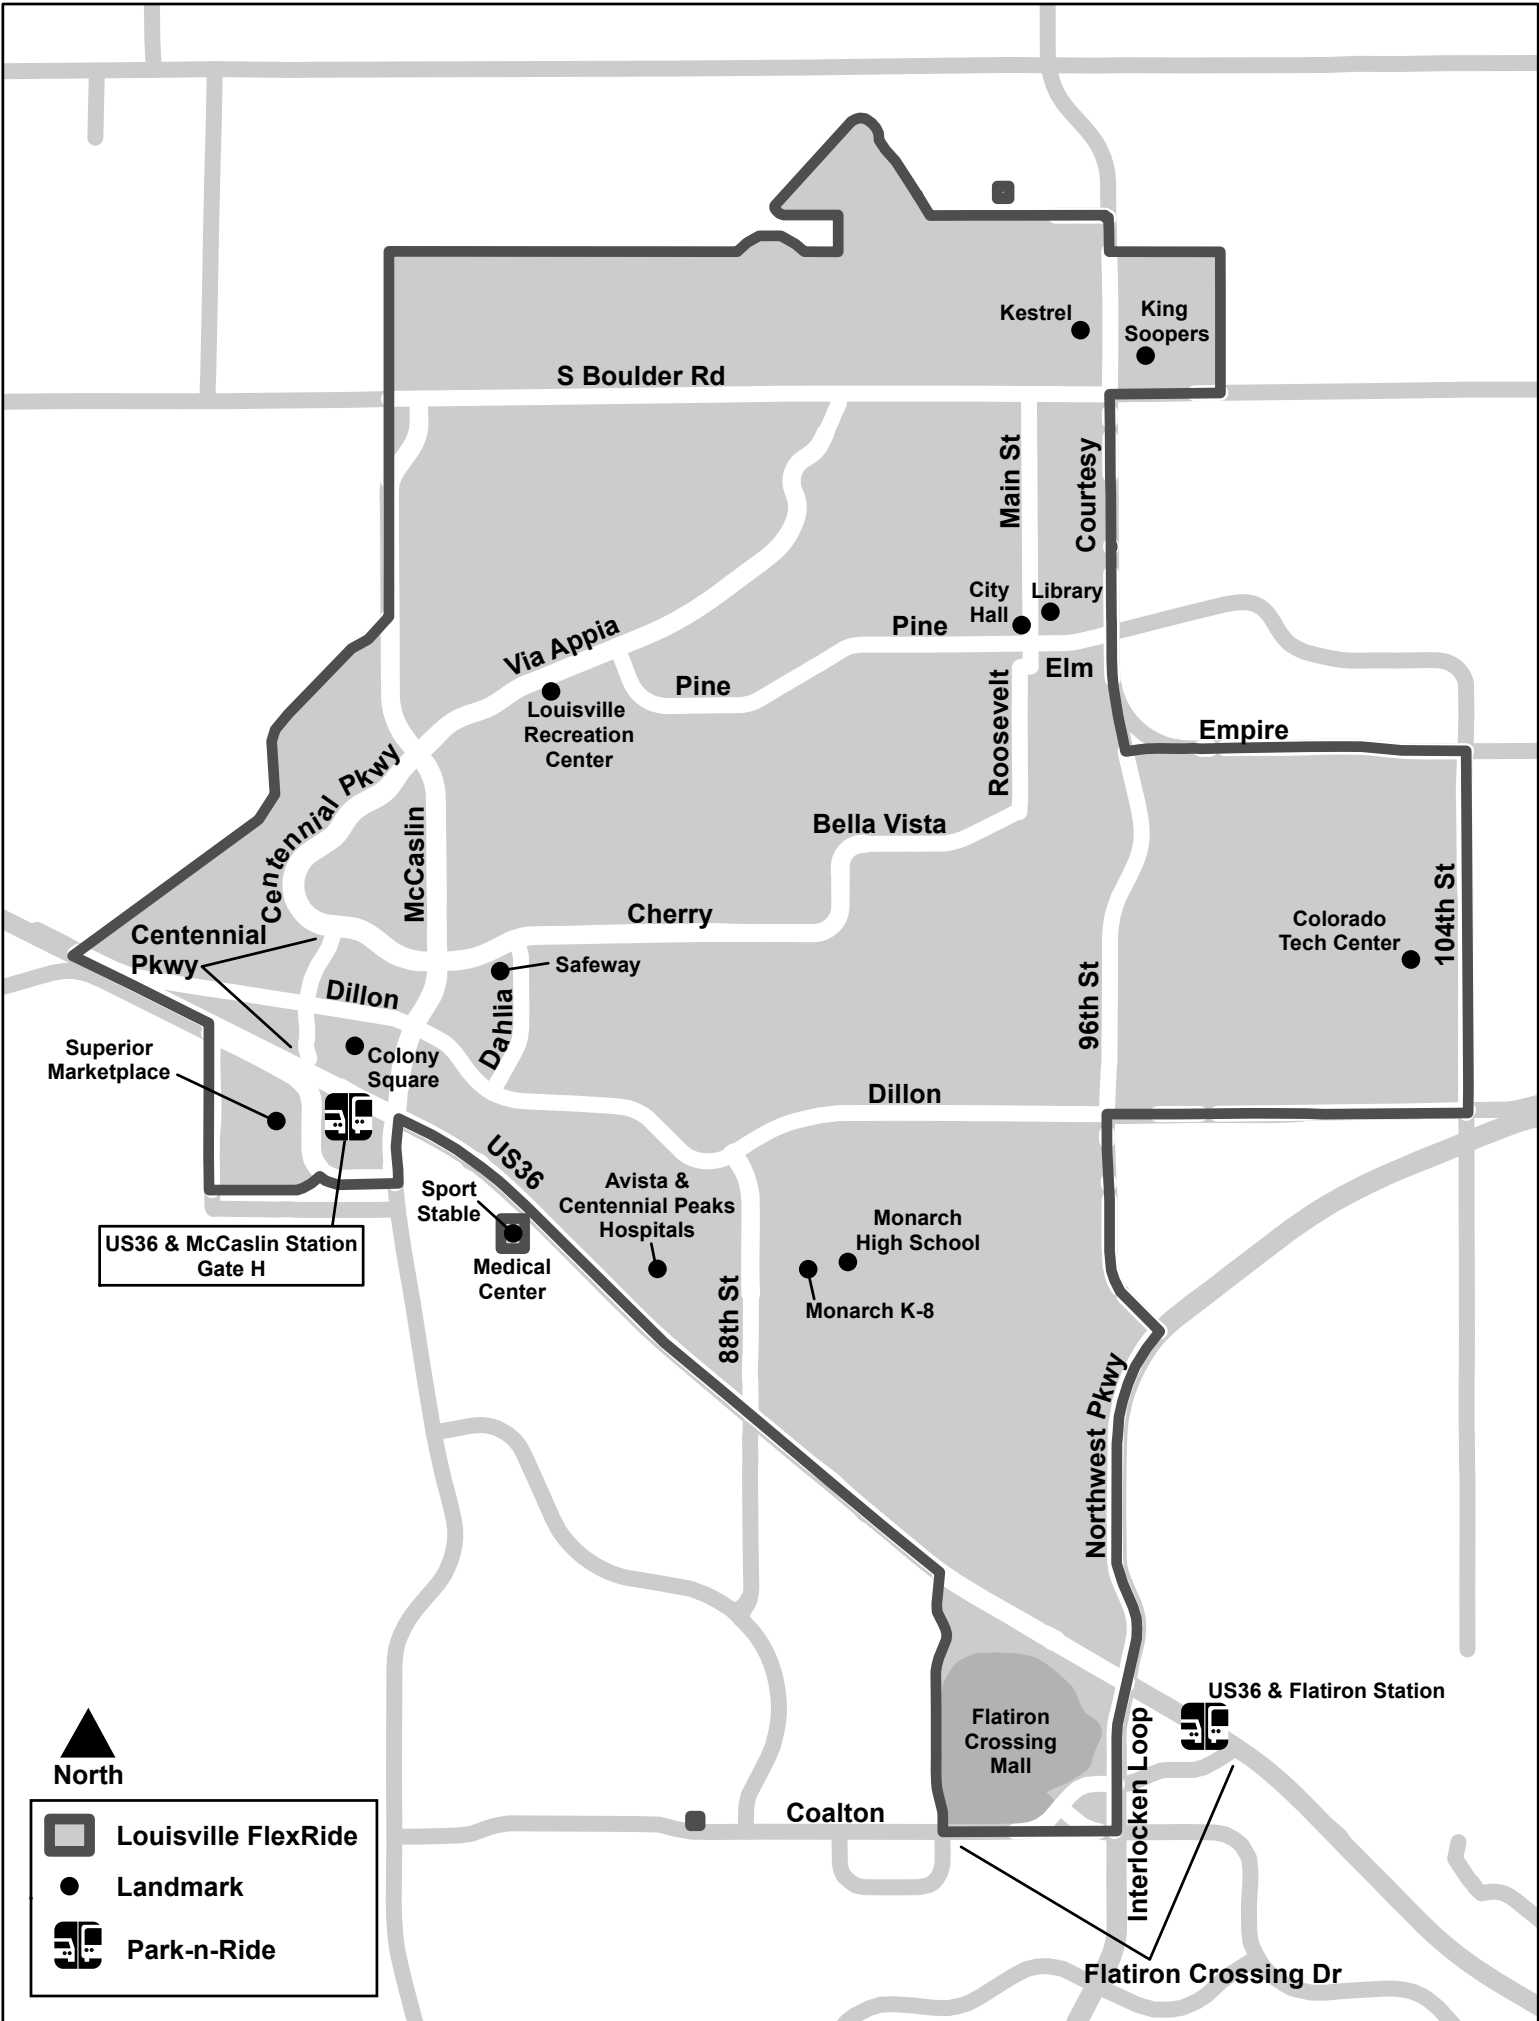 Kestrel
King
Soopers
S Boulder Rd
Main St
Courtesy
City
Hall
Library
Pine
Via Appia
Elm
Pine
Louisville
Recreation
Center
Roosevelt
Empire
Centennial Pkwy
McCaslin
Bella Vista
Cherry
104th St
Colorado
Tech Center
Centennial
Pkwy
Safeway
Dillon
Dahlia
96th St
Superior
Marketplace
Colony
Square
Dillon
US36
Sport
Stable
Avista &
Centennial Peaks
Hospitals
Monarch
High School
US36 & McCaslin Station
Gate H
Medical
Center
88th St
Monarch K-8
Northwest Pkwy
US36 & Flatiron Station
Flatiron
Crossing
Mall
Interlocken Loop
North
Coalton
Louisville FlexRide
Landmark
Park-n-Ride
Flatiron Crossing Dr